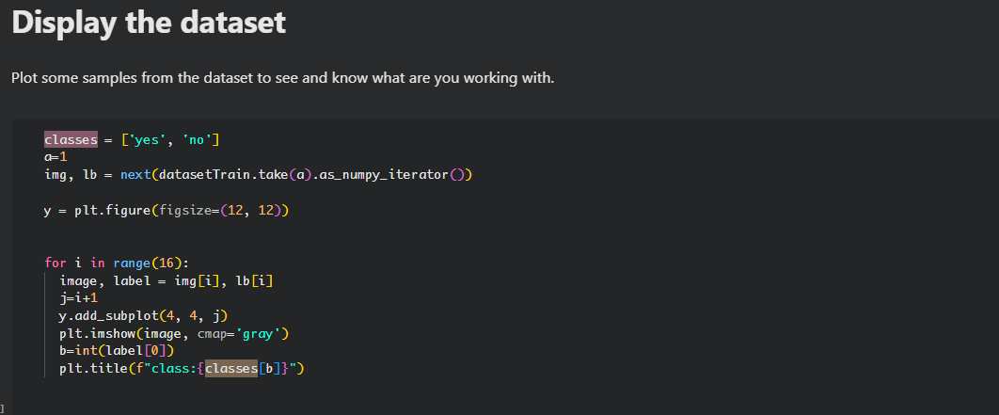 Display the dataset
Plot some samples from the dataset to see and know what are you working with.
classes = ['yes', 'no']
a=1
img, lb = next(datasetTrain.take(a).as_numpy_iterator())
y = plt.figure(figsize=(12, 12))
for i in range(16):
image, label = img[i], lb[i]
j=i+1
y.add_subplot(4, 4, j)
plt.imshow(image, cmap='gray')
b=int(label[0])
plt.title(f"class:{classes[b]}")
]